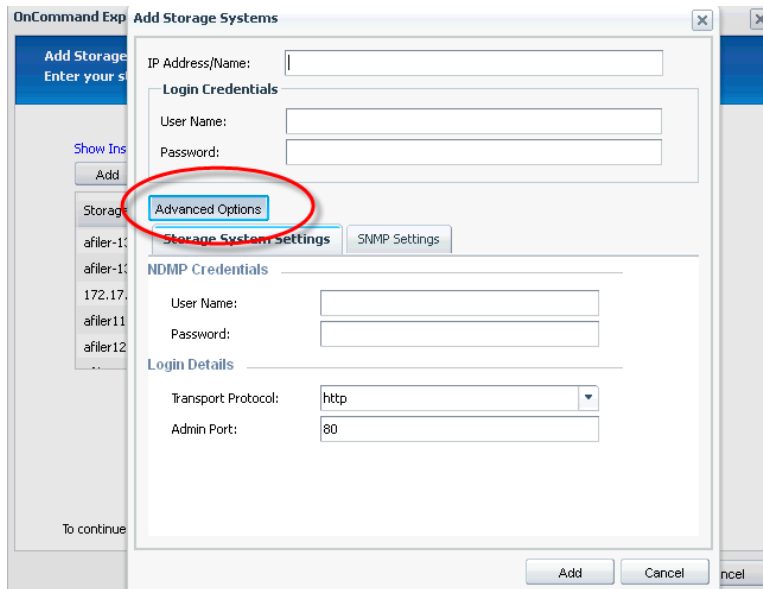 OnCommand Exp
Add Storage Systems
Add Storage
Enter your s
IP Address/Name:
Login Credentials
User Name:
Password:
Show Ins
Add
Advanced Options
Storage
Storage System Settings
SNMP Settings
afiler-13
afiler-13
NDMP Credentials
172.17.
User Name:
afiler11
Password:
afiler12
Login Details
Transport Protocol:
http
Admin Port:
80
To continue
Add
Cancel
ncel